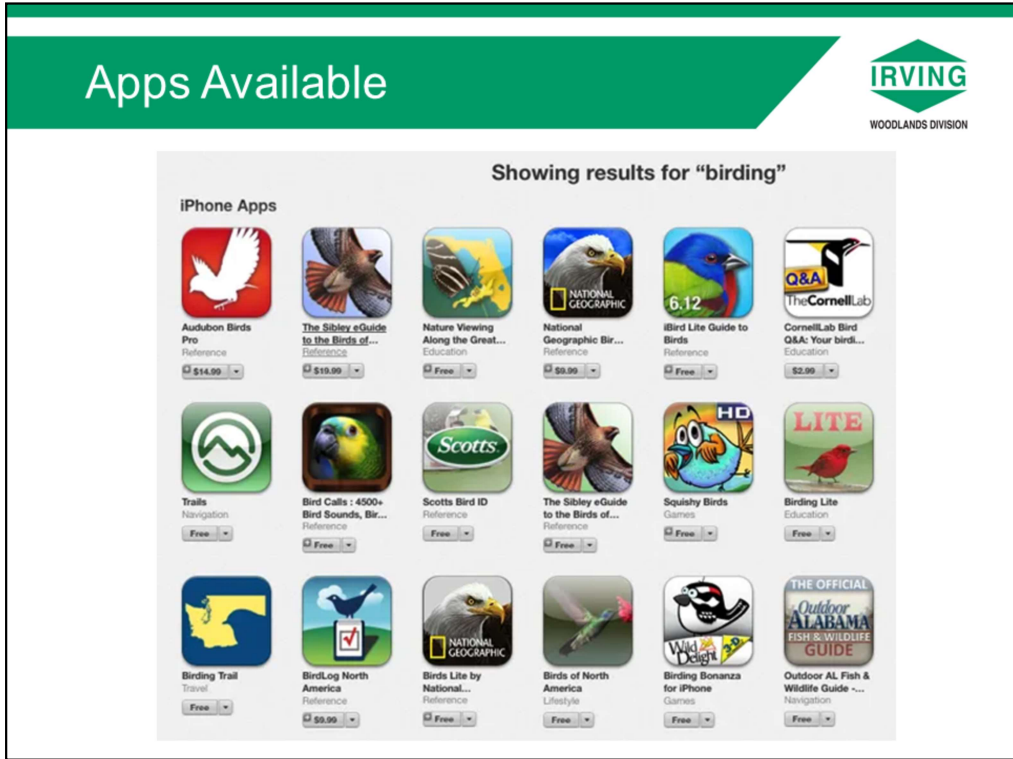 Apps Available
IRVING
WOODLANDS DIVISION
Showing results for “birding”
iPhone Apps
NATIONAL
GEOGRAPHIC
6.12
Q&A
TheCornellLab
Audubon Birds
Pro
Reference
$14.99
The Sibley eGuide
to the Birds of...
Reference
$19.99
Nature Viewing
Along the Great...
Education
Free
National
Geographic Bir...
Reference
$9.99
iBird Lite Guide to
Birds
Reference
Free
CornellLab Bird
Q&A: Your birdi...
Education
$2.99
Scotts
HD
LITE
Trails
Navigation
Free
Bird Calls : 4500+
Bird Sounds, Bir...
Reference
Free
Scotts Bird ID
Reference
Free
The Sibley eGuide
to the Birds of...
Reference
Free
Squishy Birds
Games
Free
Birding Lite
Education
Free
NATIONAL
GEOGRAPHIC
Wild
Delight
3-D
THE OFFICIAL
Outdoor
ALABAMA
FISH & WILDLIFE
GUIDE
Birding Trail
Travel
Free
BirdLog North
America
Reference
$9.99
Birds Lite by
National...
Reference
Free
Birds of North
America
Lifestyle
Free
Birding Bonanza
for iPhone
Games
Free
Outdoor AL Fish &
Wildlife Guide -...
Navigation
Free